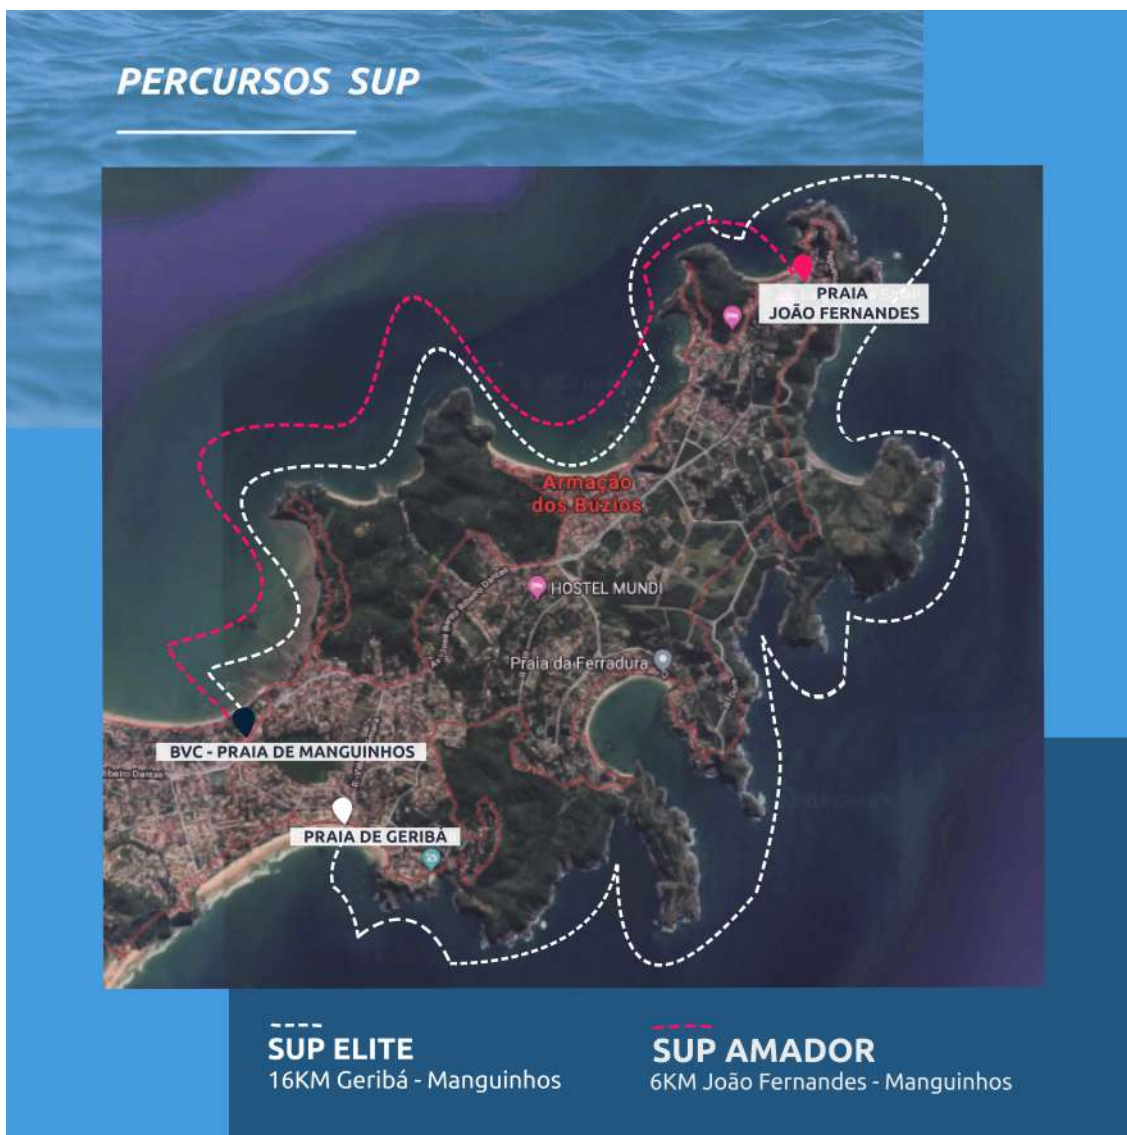 PERCURSOS SUP
PRAIA
JOÃO FERNANDES
Armação
dos Búzios
HOSTEL MUNDI
Praia da Ferradura
BVC - PRAIA DE MANGUINHOS
PRAIA DE GERIBÁ
SUP ELITE
16KM Geribá - Manguinhos
SUP AMADOR
6KM João Fernandes - Manguinhos